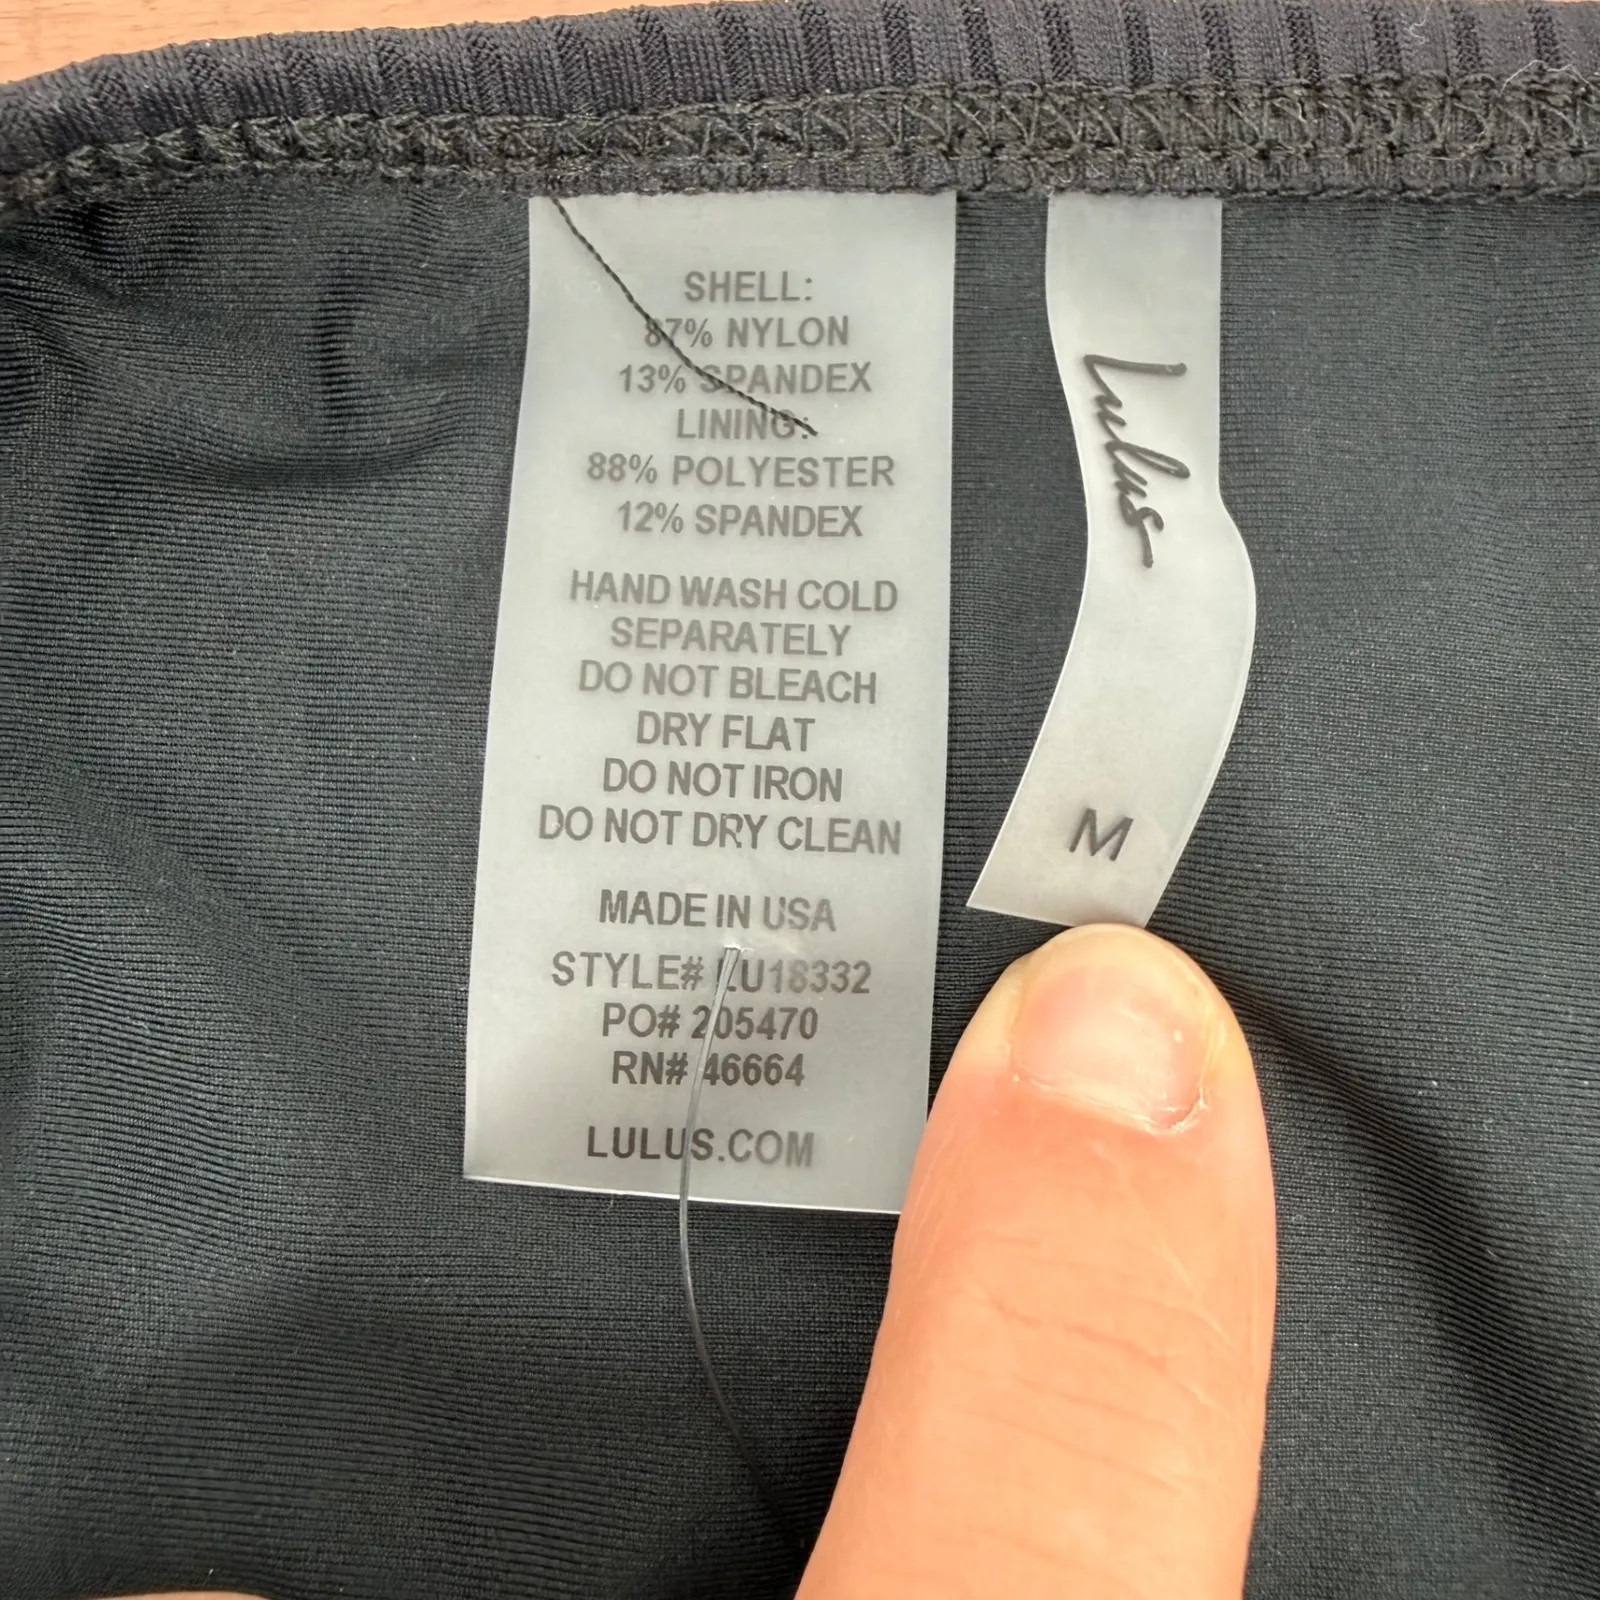 SHELL:
87% NYLON
13% SPANDEX
LINING:
88% POLYESTER
12% SPANDEX
HAND WASH COLD
SEPARATELY
DO NOT BLEACH
DRY FLAT
DO NOT IRON
DO NOT DRY CLEAN
MADE IN USA
STYLE# LU18332
PO# 205470
RN# 46664
LULUS.COM
Lulus
M